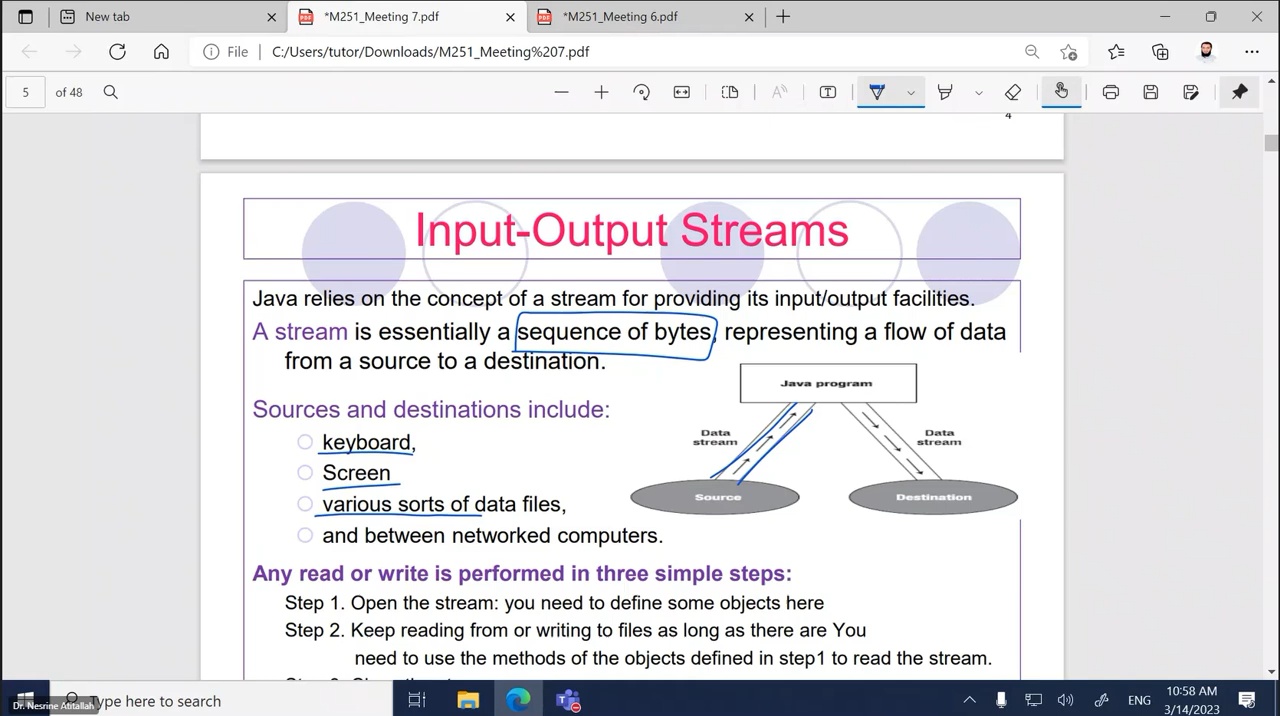 New tab
*M251_Meeting 7.pdf
*M251_Meeting 6.pdf
File
C:/Users/tutor/Downloads/M251_Meeting%207.pdf
5
of 48
4
Input-Output Streams
Java relies on the concept of a stream for providing its input/output facilities.
A stream is essentially a sequence of bytes, representing a flow of data
from a source to a destination.
Java program
Sources and destinations include:
Data
stream
Data
stream
keyboard,
Screen
Source
Destination
various sorts of data files,
and between networked computers.
Any read or write is performed in three simple steps:
Step 1. Open the stream: you need to define some objects here
Step 2. Keep reading from or writing to files as long as there are You
need to use the methods of the objects defined in step1 to read the stream.
Type here to search
Dr. Nesrine Atitallah
ENG
10:58 AM
3/14/2023